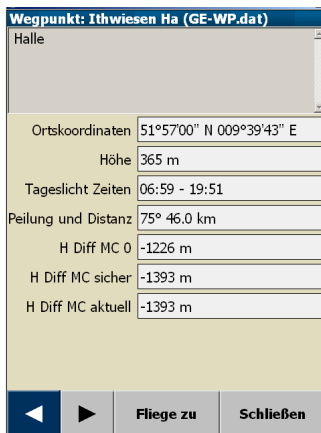 Wegpunkt: Ithwiesen Ha (GE-WP.dat)
Halle
Ortskoordinaten 51°57'00" N 009°39'43" E
Höhe 365 m
Tageslicht Zeiten 06:59 - 19:51
Peilung und Distanz 75° 46.0 km
H Diff MC 0 -1226 m
H Diff MC sicher -1393 m
H Diff MC aktuell -1393 m
Fliege zu Schließen